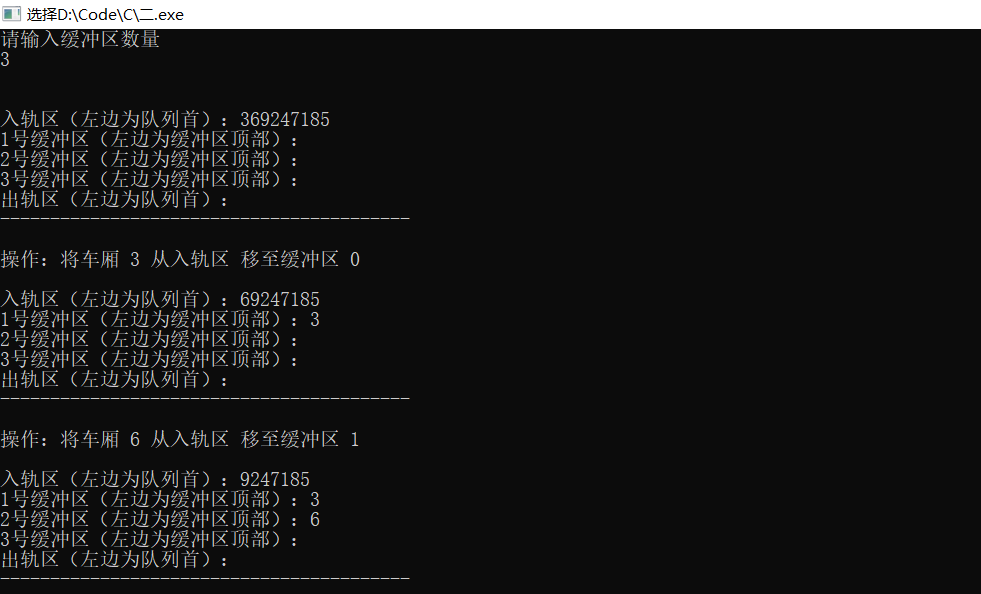 选择D:\Code\C\二.exe
请输入缓冲区数量
3
入轨区（左边为队列首）：369247185
1号缓冲区（左边为缓冲区顶部）：
2号缓冲区（左边为缓冲区顶部）：
3号缓冲区（左边为缓冲区顶部）：
出轨区（左边为队列首）：
-----------------------------------------
操作：将车厢 3 从入轨区 移至缓冲区 0
入轨区（左边为队列首）：69247185
1号缓冲区（左边为缓冲区顶部）：3
2号缓冲区（左边为缓冲区顶部）：
3号缓冲区（左边为缓冲区顶部）：
出轨区（左边为队列首）：
-----------------------------------------
操作：将车厢 6 从入轨区 移至缓冲区 1
入轨区（左边为队列首）：9247185
1号缓冲区（左边为缓冲区顶部）：3
2号缓冲区（左边为缓冲区顶部）：6
3号缓冲区（左边为缓冲区顶部）：
出轨区（左边为队列首）：
-----------------------------------------